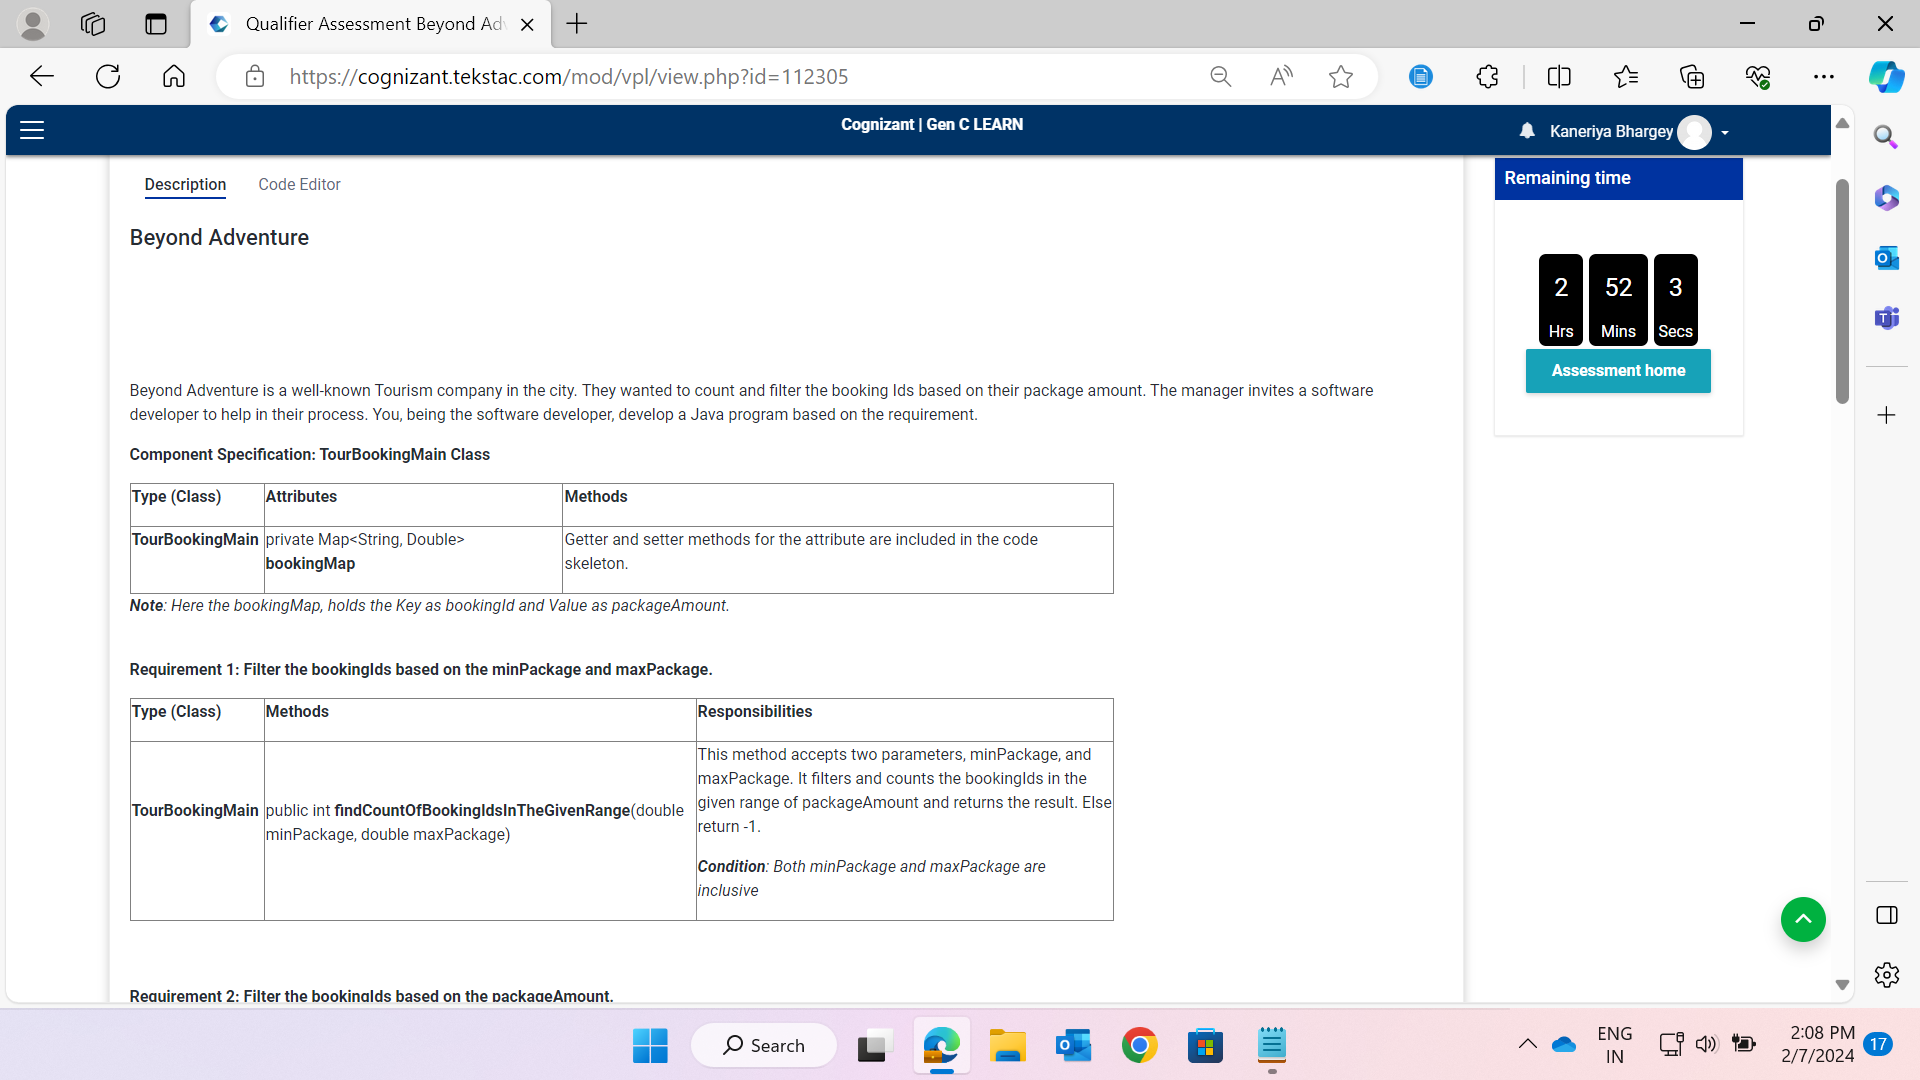 Qualifier Assessment Beyond Adv
https://cognizant.tekstac.com/mod/vpl/view.php?id=112305
Cognizant | Gen C LEARN
Kaneriya Bhargey
Description
Code Editor
Remaining time
Beyond Adventure
2
52
3
Hrs
Mins
Secs
Assessment home
Beyond Adventure is a well-known Tourism company in the city. They wanted to count and filter the booking Ids based on their package amount. The manager invites a software
developer to help in their process. You, being the software developer, develop a Java program based on the requirement.
Component Specification: TourBookingMain Class
Type (Class)
Attributes
Methods
TourBookingMain
private Map<String, Double>
bookingMap
Getter and setter methods for the attribute are included in the code
skeleton.
Note: Here the bookingMap, holds the Key as bookingId and Value as packageAmount.
Requirement 1: Filter the bookingIds based on the minPackage and maxPackage.
Type (Class)
Methods
Responsibilities
TourBookingMain
public int findCountOfBookingIdsInTheGivenRange(double
minPackage, double maxPackage)
This method accepts two parameters, minPackage, and
maxPackage. It filters and counts the bookingIds in the
given range of packageAmount and returns the result. Else
return -1.
Condition: Both minPackage and maxPackage are
inclusive
Requirement 2: Filter the bookingIds based on the packageAmount.
Search
ENG
IN
2:08 PM
2/7/2024
17